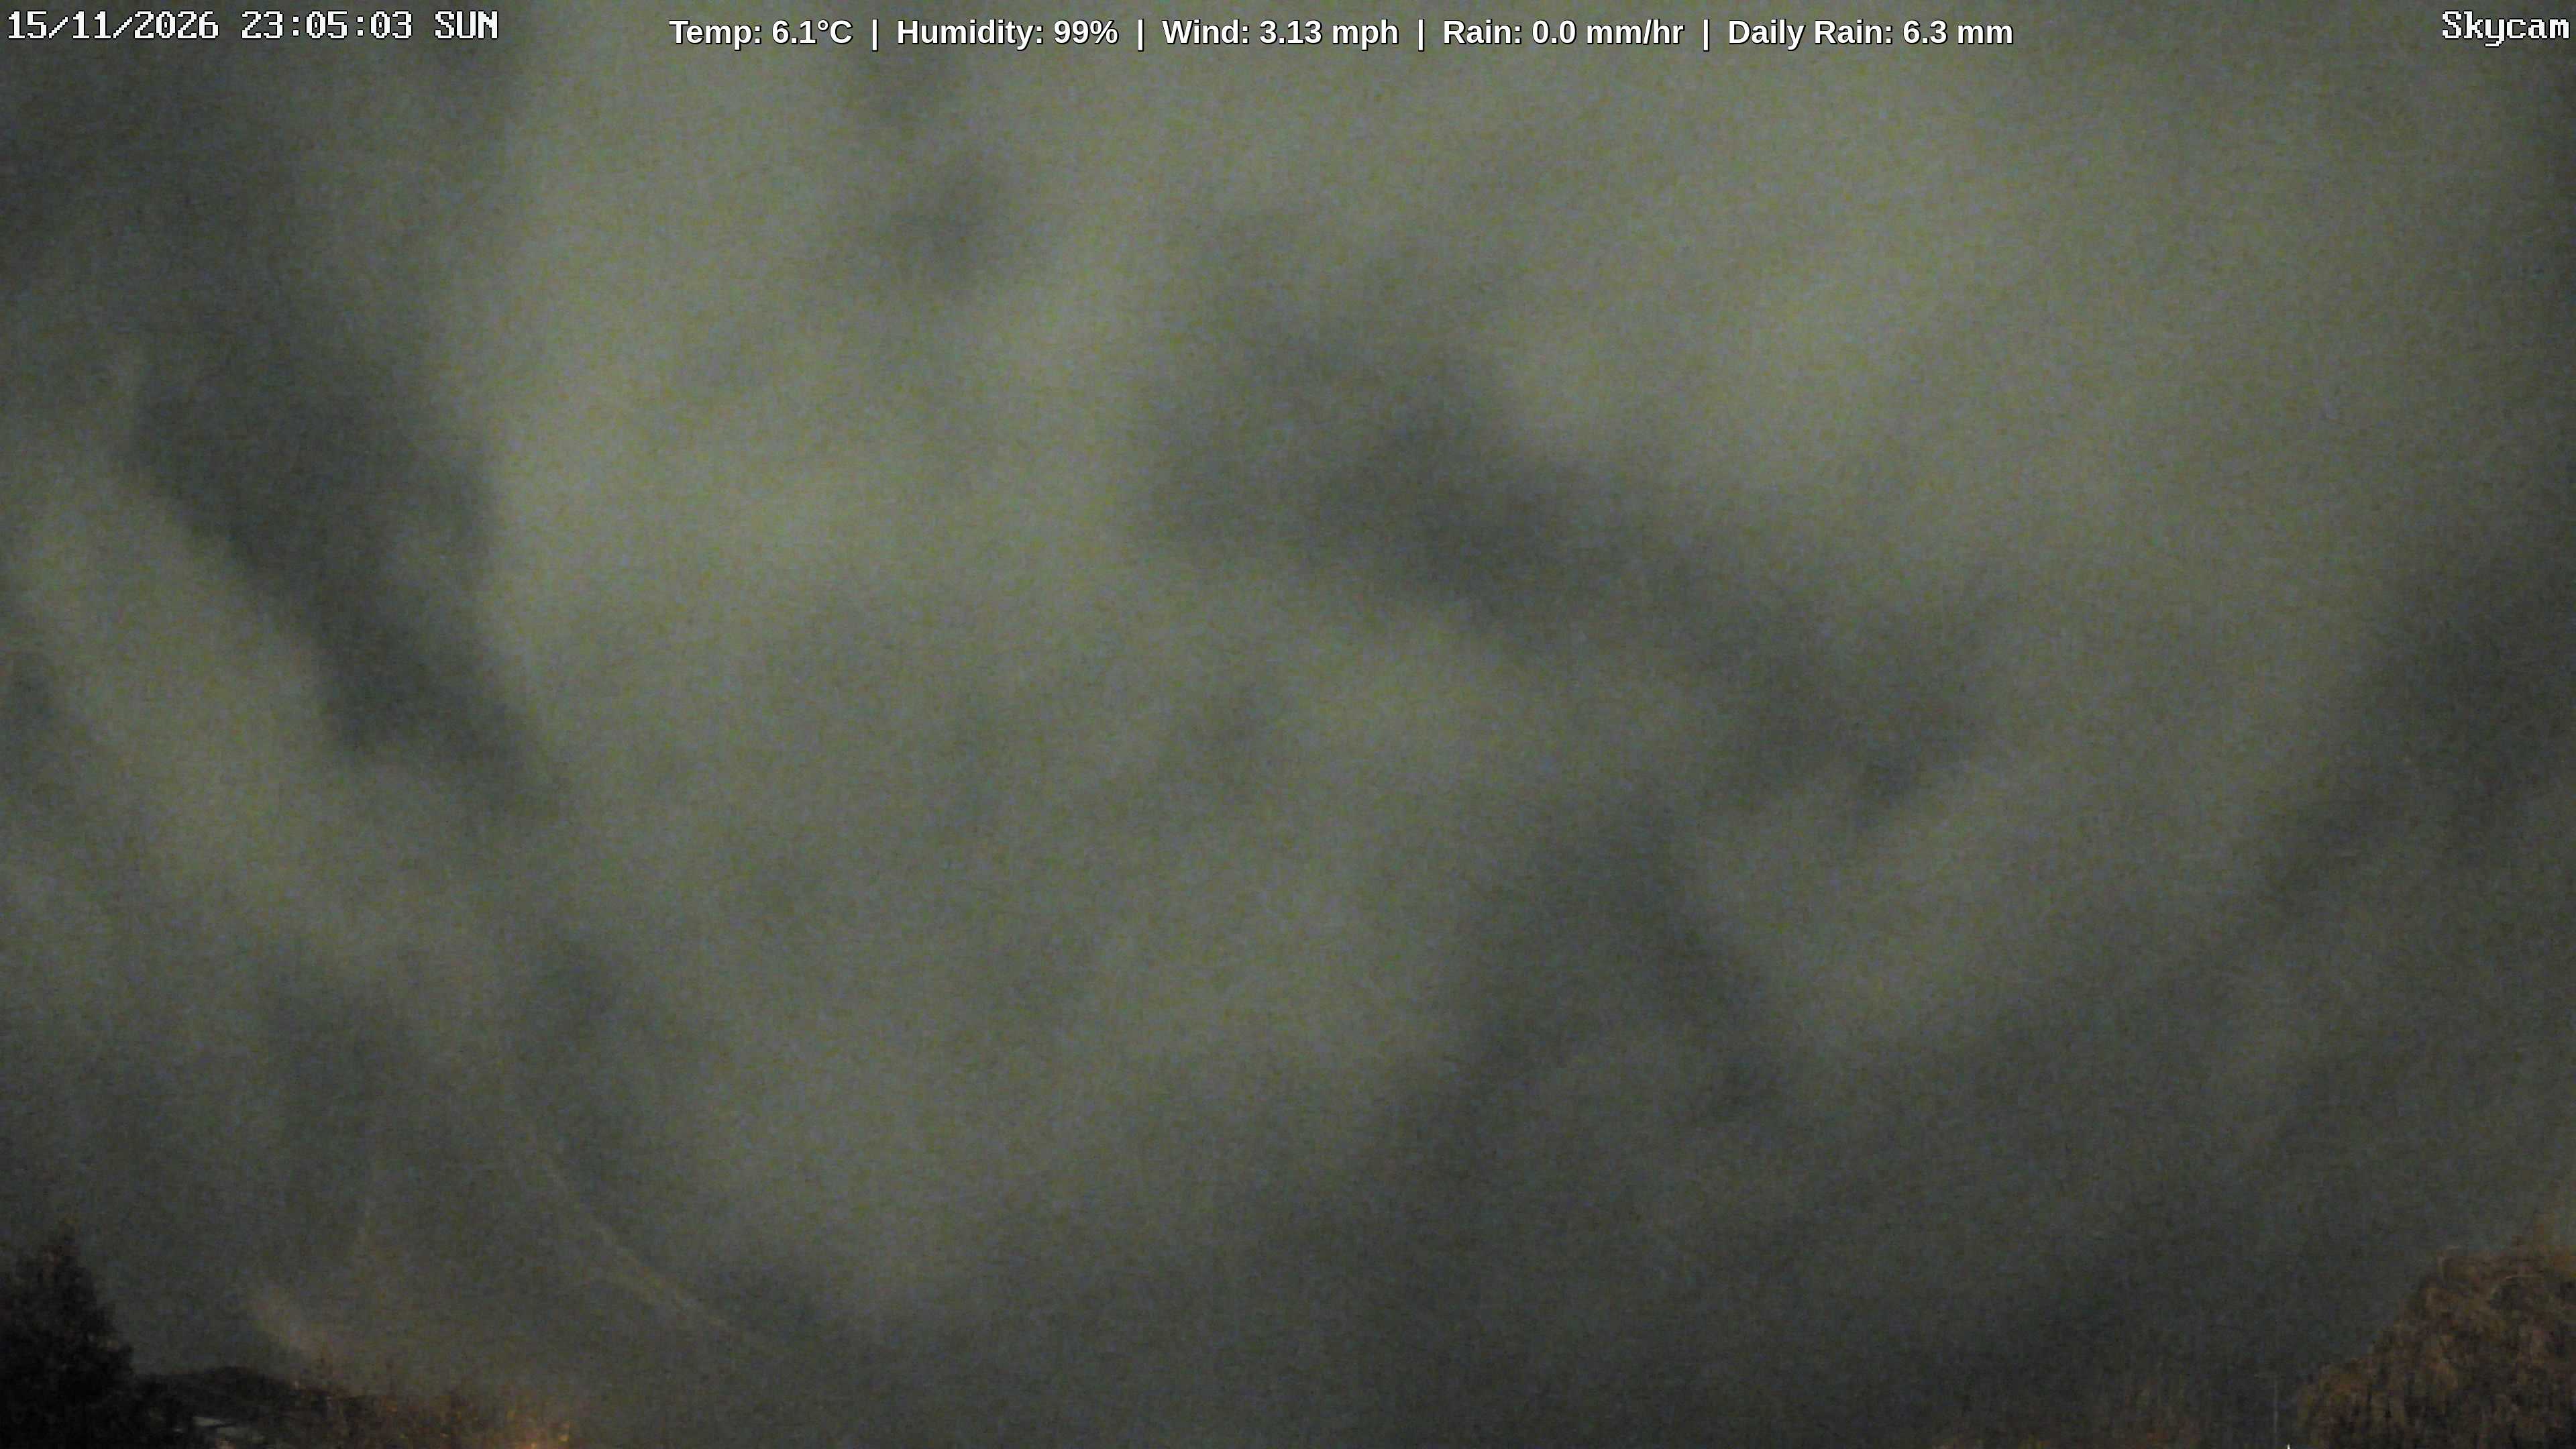 15/11/2026 23:05:03 SUN
Temp: 6.1°C | Humidity: 99% | Wind: 3.13 mph | Rain: 0.0 mm/hr | Daily Rain: 6.3 mm
Skycam